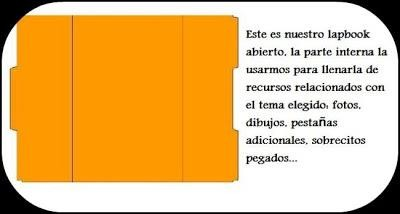 Este es nuestro lapbook
abierto, la parte interna la
usarmos para llenarla de
recursos relacionados con
el tema elegido: fotos,
dibujos, pestañas
adicionales, sobrecitos
pegados...